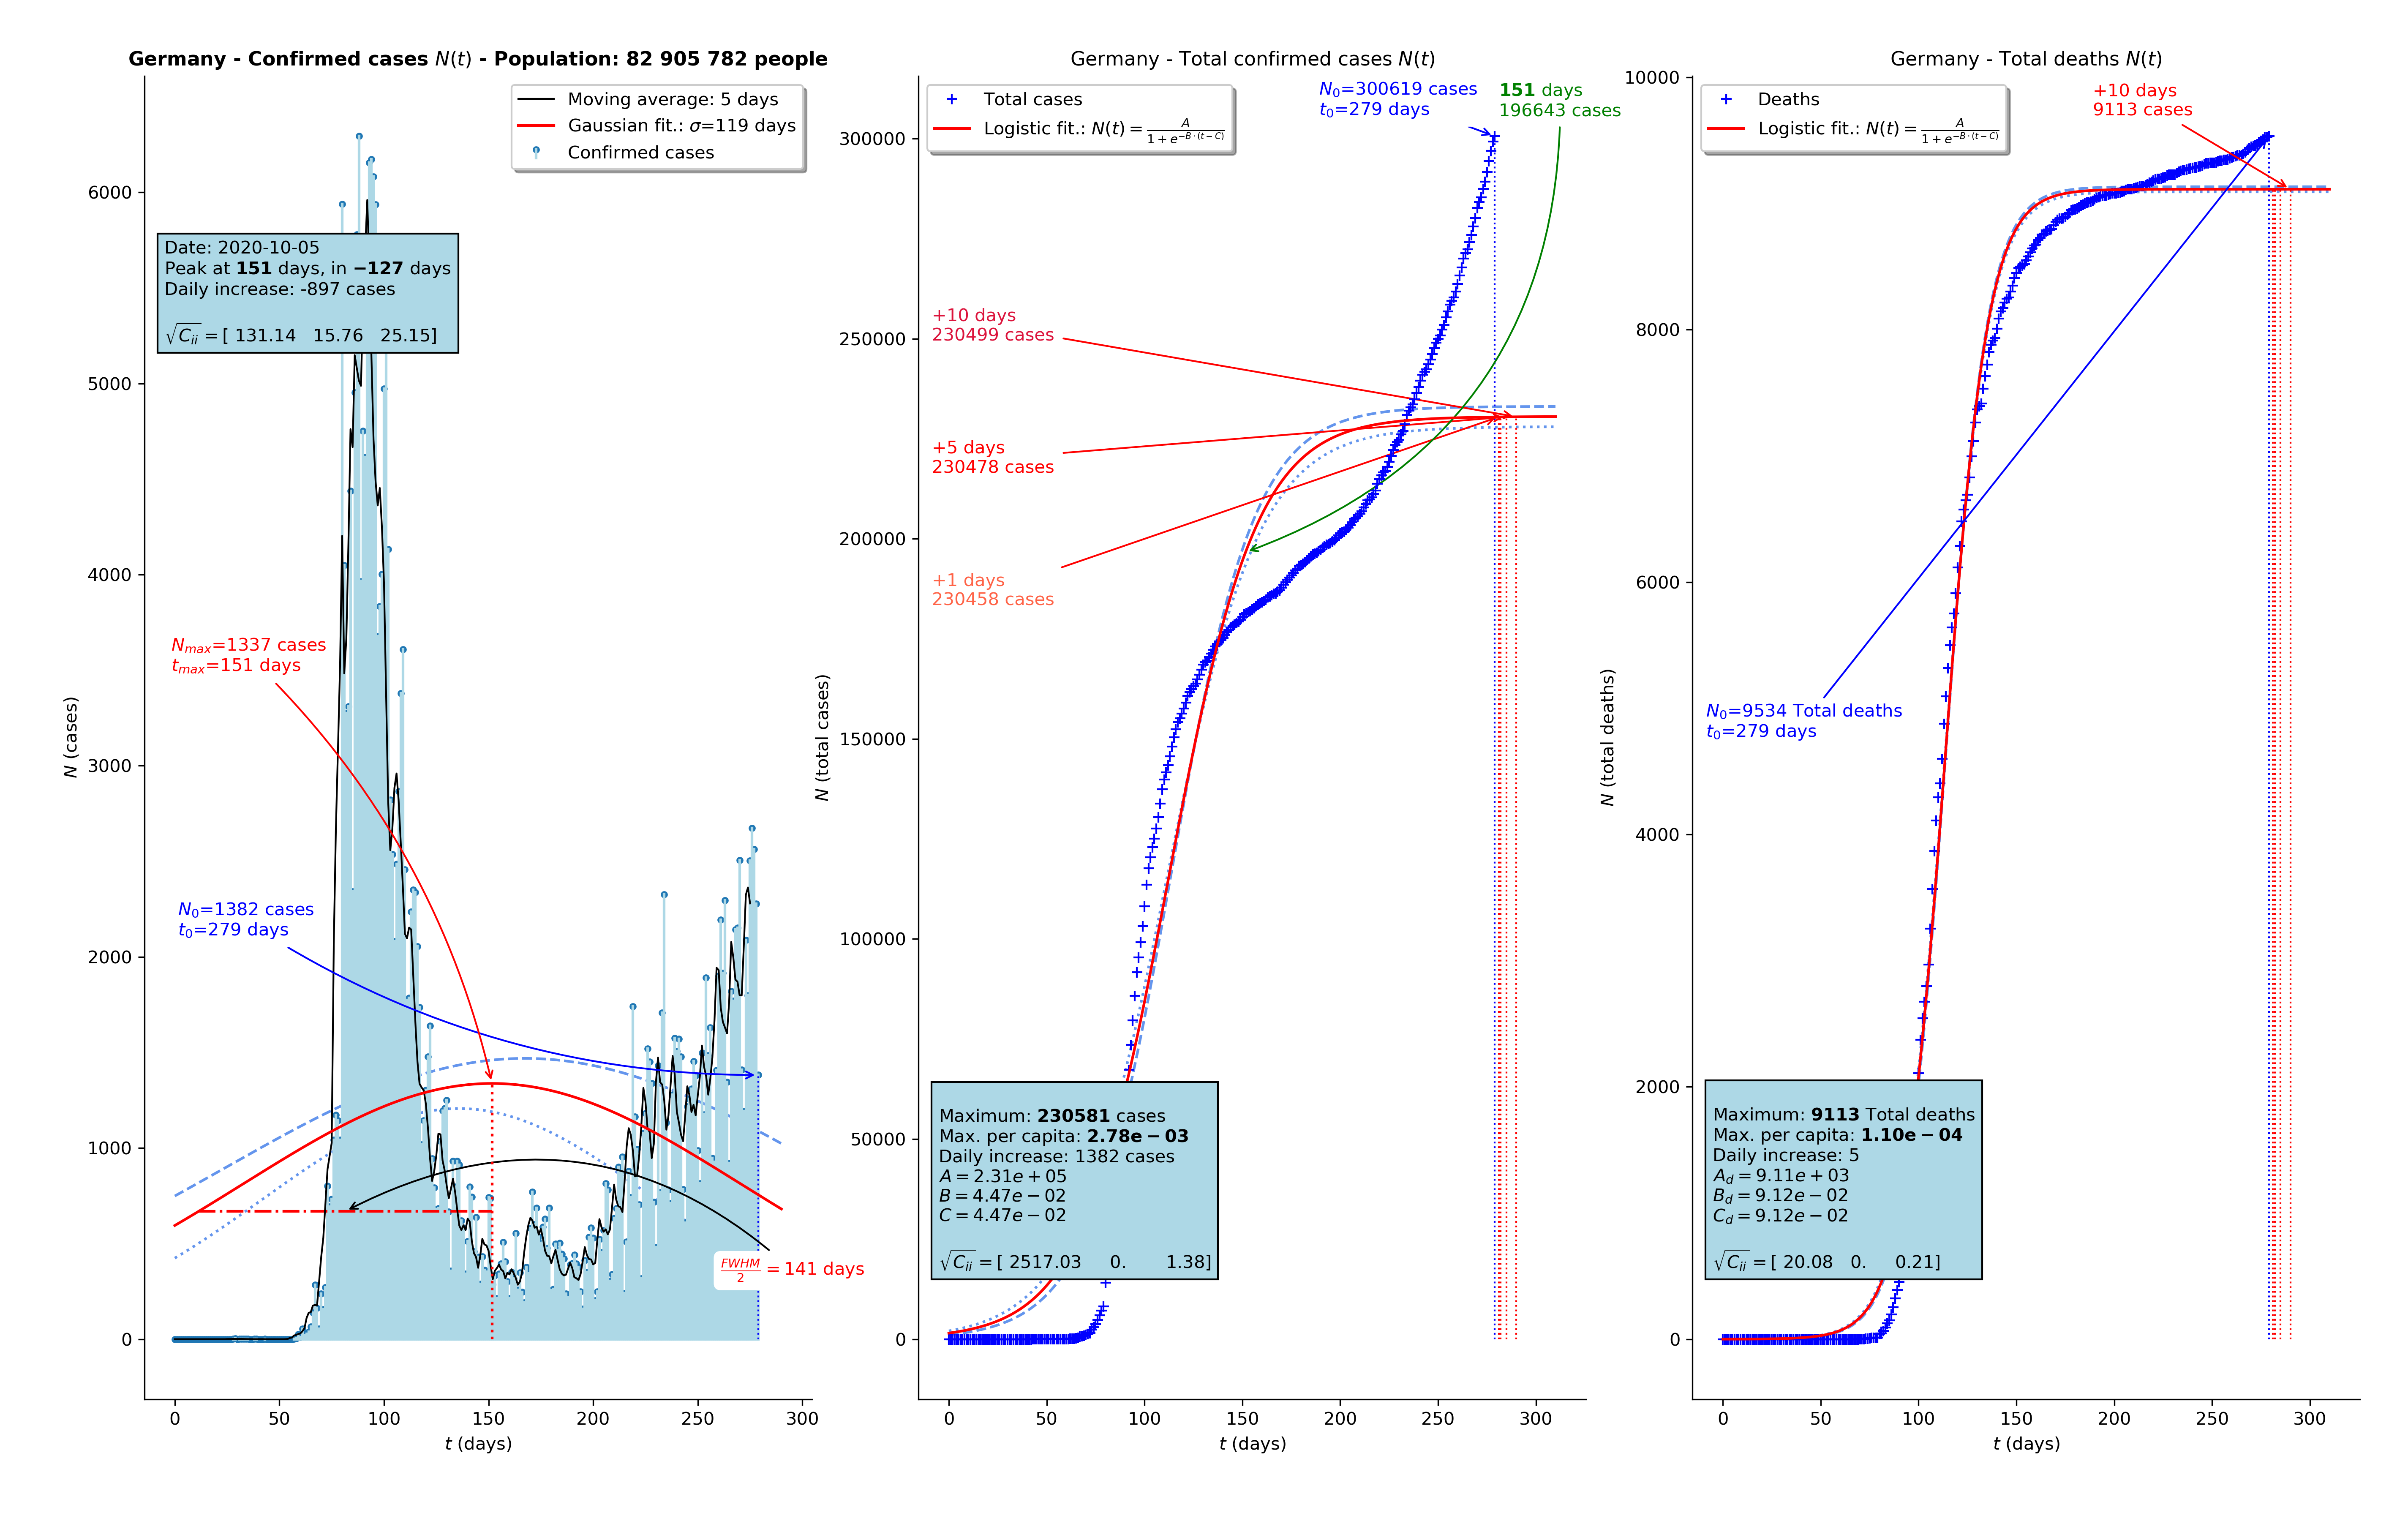 Germany - Confirmed cases N(t) - Population: 82 905 782 people
Moving average: 5 days
Gaussian fit.: σ=119 days
Confirmed cases
Date: 2020-10-05
Peak at 151 days, in −127 days
Daily increase: -897 cases
√C_ii = [ 131.14 15.76 25.15]
N_max=1337 cases
t_max=151 days
N_0=1382 cases
t_0=279 days
FWHM/2 = 141 days
N (cases)
6000
5000
4000
3000
2000
1000
0
0 50 100 150 200 250 300
t (days)
Germany - Total confirmed cases N(t)
Total cases
Logistic fit.: N(t) = A/(1 + e^{−B·(t−C)})
N_0=300619 cases
t_0=279 days
151 days
196643 cases
+10 days
230499 cases
+5 days
230478 cases
+1 days
230458 cases
Maximum: 230581 cases
Max. per capita: 2.78e − 03
Daily increase: 1382 cases
A = 2.31e + 05
B = 4.47e − 02
C = 4.47e − 02
√C_ii = [ 2517.03 0. 1.38]
N (total cases)
300000
250000
200000
150000
100000
50000
0
0 50 100 150 200 250 300
t (days)
Germany - Total deaths N(t)
Deaths
Logistic fit.: N(t) = A/(1 + e^{−B·(t−C)})
+10 days
9113 cases
N_0=9534 Total deaths
t_0=279 days
Maximum: 9113 Total deaths
Max. per capita: 1.10e − 04
Daily increase: 5
A_d = 9.11e + 03
B_d = 9.12e − 02
C_d = 9.12e − 02
√C_ii = [ 20.08 0. 0.21]
N (total deaths)
10000
8000
6000
4000
2000
0
0 50 100 150 200 250 300
t (days)